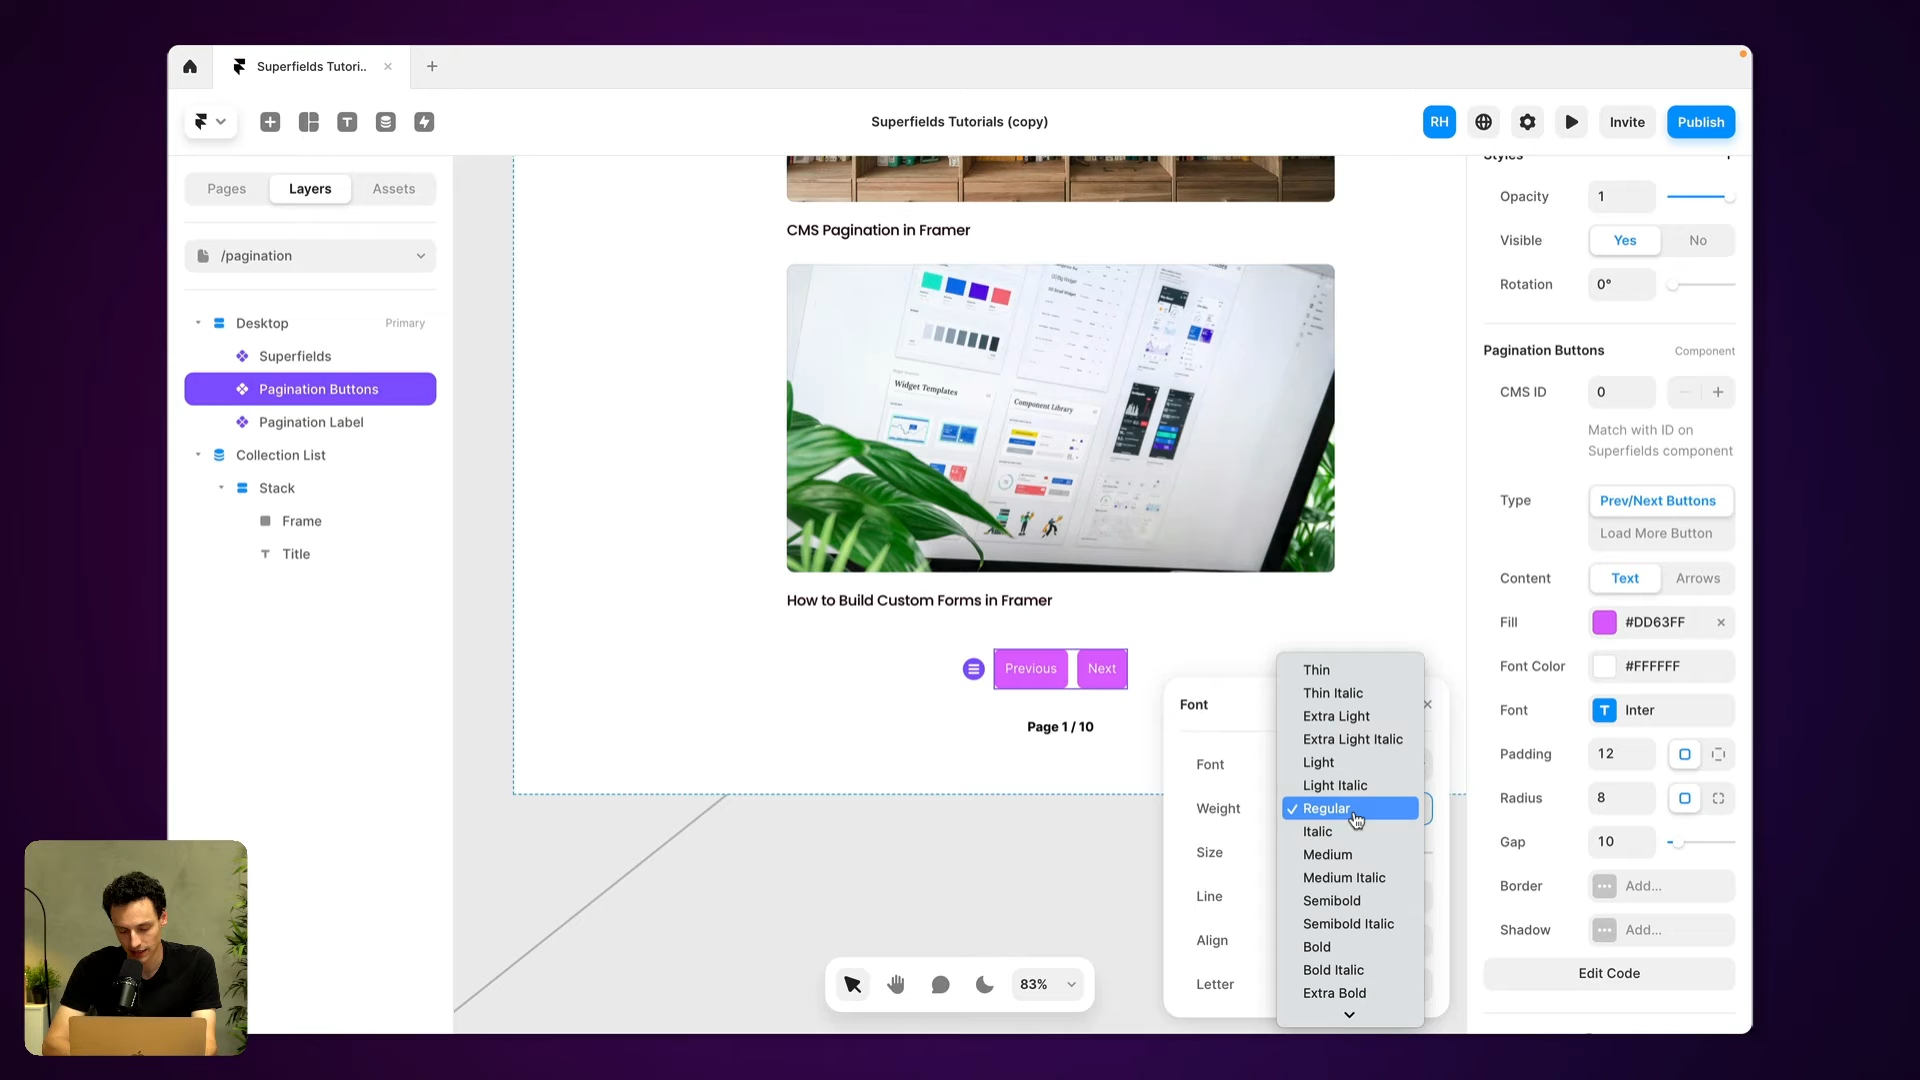 Superfields Tutori..
Superfields Tutorials (copy)
RH
Invite
Publish
Pages
Layers
Assets
/pagination
Desktop
Primary
Superfields
Pagination Buttons
Pagination Label
Collection List
Stack
Frame
Title
CMS Pagination in Framer
Widget Templates
Component Library
How to Build Custom Forms in Framer
Previous
Next
Page 1 / 10
Font
Font
Weight
Size
Line
Align
Letter
Thin
Thin Italic
Extra Light
Extra Light Italic
Light
Light Italic
Regular
Italic
Medium
Medium Italic
Semibold
Semibold Italic
Bold
Bold Italic
Extra Bold
83%
Styles
Opacity
1
Visible
Yes
No
Rotation
0°
Pagination Buttons
Component
CMS ID
0
Match with ID on
Superfields component
Type
Prev/Next Buttons
Load More Button
Content
Text
Arrows
Fill
#DD63FF
Font Color
#FFFFFF
Font
Inter
Padding
12
Radius
8
Gap
10
Border
Add...
Shadow
Add...
Edit Code